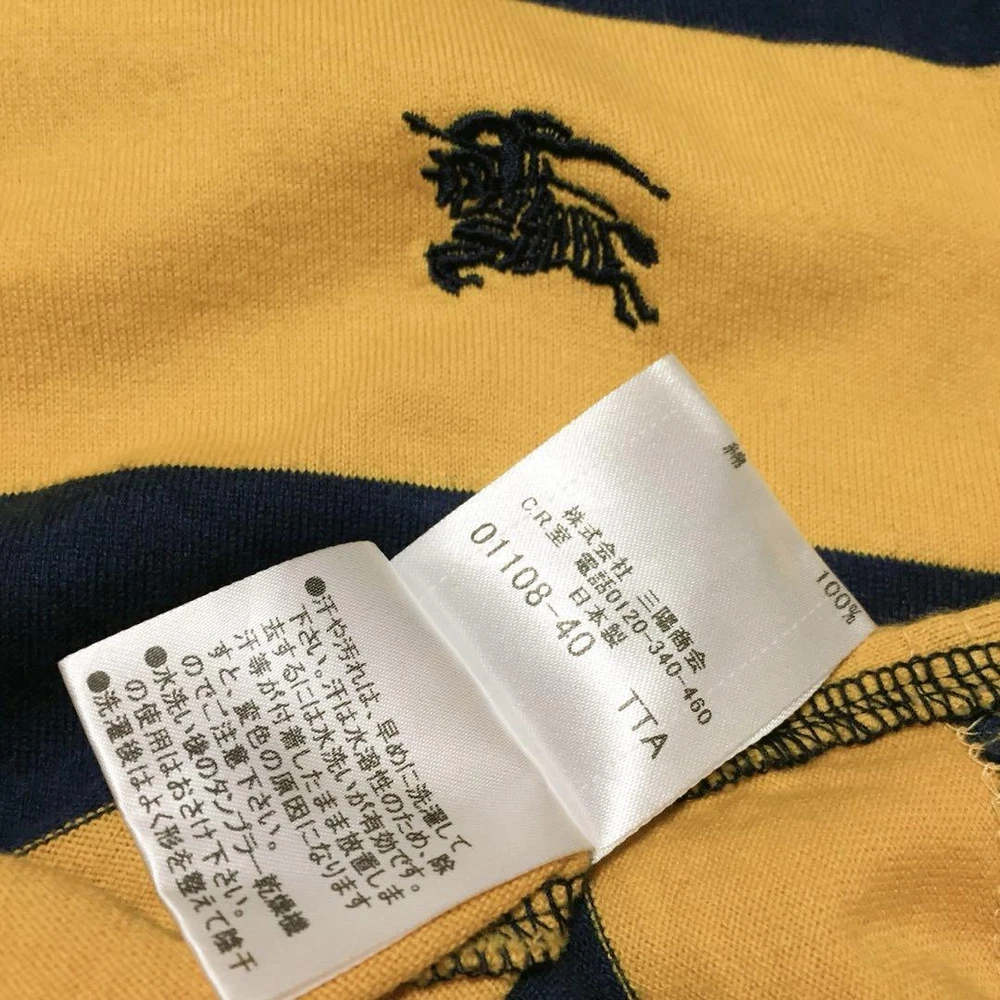 綿
100%
株式会社 三陽商会
C.R.室 電話0120-340-460
日本製
01108-40
TTA
●汗や汚れは、早めに洗濯して
下さい。汗は水溶性のため、除
去するには水洗いが有効です。
汗等が付着したまま放置しま
すと、変色の原因になります
のでご注意下さい。
●水洗い後のタンブラー乾燥機
の使用はおさけ下さい。
●洗濯後はよく形を整えて陰干